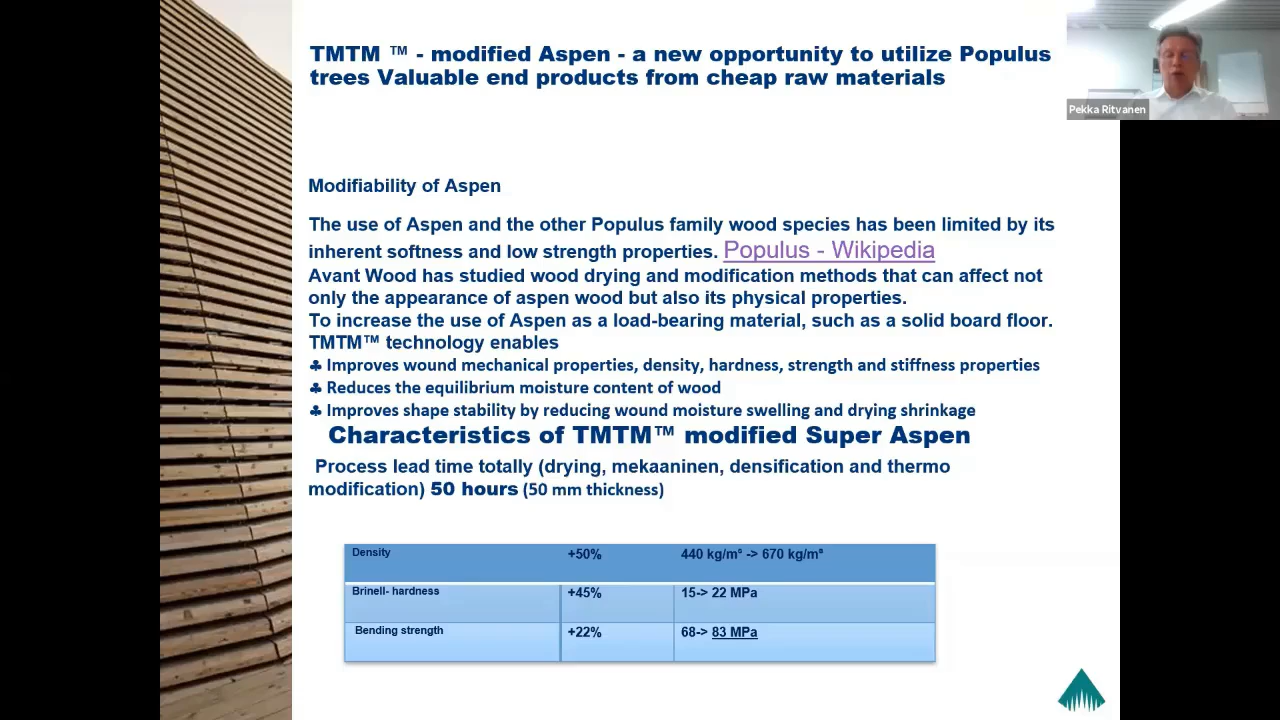 TMTM ™ - modified Aspen - a new opportunity to utilize Populus
trees Valuable end products from cheap raw materials
Pekka Ritvanen
Modifiability of Aspen
The use of Aspen and the other Populus family wood species has been limited by its
inherent softness and low strength properties. Populus - Wikipedia
Avant Wood has studied wood drying and modification methods that can affect not
only the appearance of aspen wood but also its physical properties.
To increase the use of Aspen as a load-bearing material, such as a solid board floor.
TMTM™ technology enables
♣ Improves wound mechanical properties, density, hardness, strength and stiffness properties
♣ Reduces the equilibrium moisture content of wood
♣ Improves shape stability by reducing wound moisture swelling and drying shrinkage
Characteristics of TMTM™ modified Super Aspen
Process lead time totally (drying, mekaaninen, densification and thermo
modification) 50 hours (50 mm thickness)
Density +50% 440 kg/m³ -> 670 kg/m³
Brinell- hardness +45% 15-> 22 MPa
Bending strength +22% 68-> 83 MPa